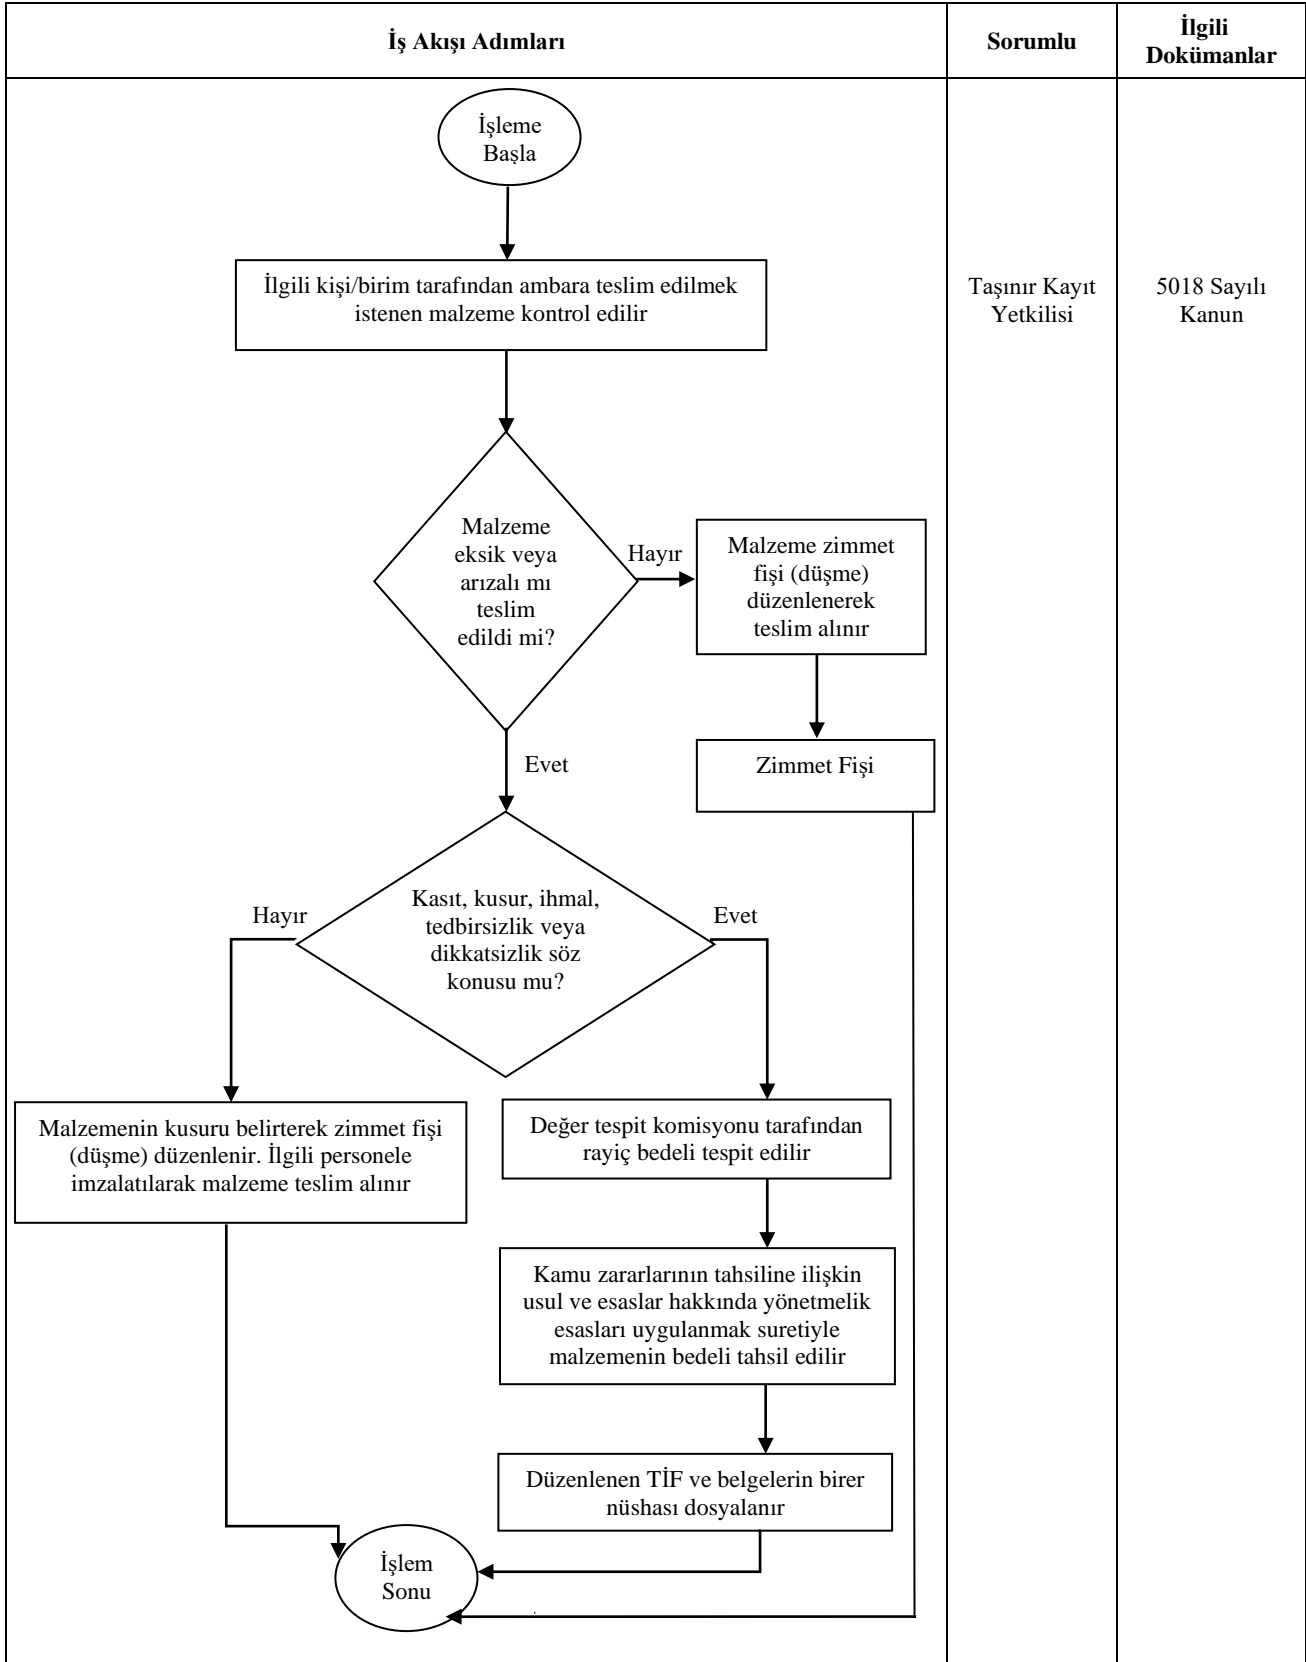 İş Akışı Adımları
Sorumlu
İlgili
Dokümanlar
İşleme
Başla
İlgili kişi/birim tarafından ambara teslim edilmek
istenen malzeme kontrol edilir
Taşınır Kayıt
Yetkilisi
5018 Sayılı
Kanun
Malzeme
eksik veya
arızalı mı
teslim
edildi mi?
Hayır
Malzeme zimmet
fişi (düşme)
düzenlenerek
teslim alınır
Evet
Zimmet Fişi
Kasıt, kusur, ihmal,
tedbirsizlik veya
dikkatsizlik söz
konusu mu?
Hayır
Evet
Malzemenin kusuru belirterek zimmet fişi
(düşme) düzenlenir. İlgili personele
imzalatılarak malzeme teslim alınır
Değer tespit komisyonu tarafından
rayiç bedeli tespit edilir
Kamu zararlarının tahsiline ilişkin
usul ve esaslar hakkında yönetmelik
esasları uygulanmak suretiyle
malzemenin bedeli tahsil edilir
Düzenlenen TİF ve belgelerin birer
nüshası dosyalanır
İşlem
Sonu